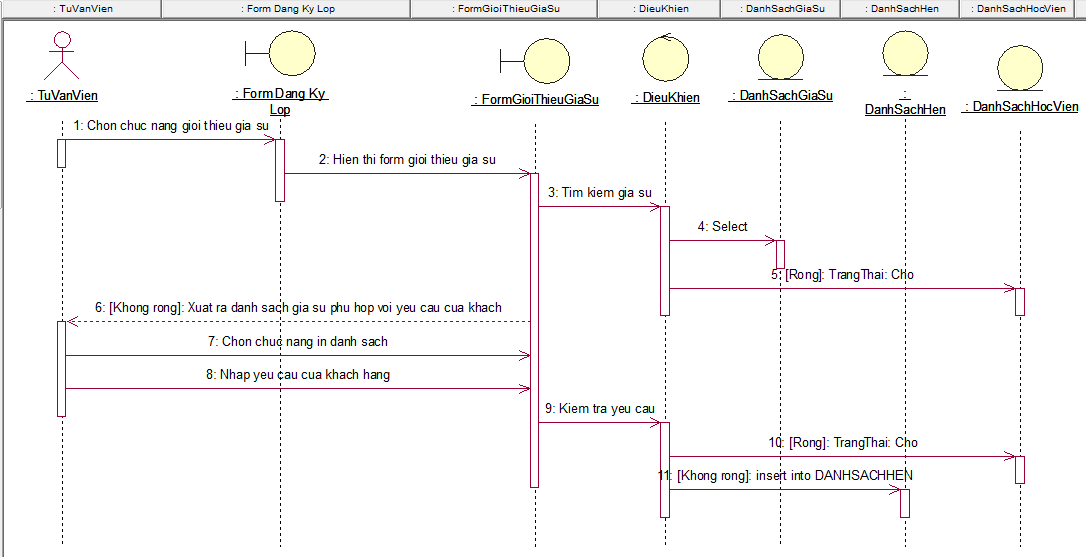 : TuVanVien
: Form Dang Ky Lop
: FormGioiThieuGiaSu
: DieuKhien
: DanhSachGiaSu
: DanhSachHen
: DanhSachHocVien
: TuVanVien
: Form Dang Ky
Lop
: FormGioiThieuGiaSu
: DieuKhien
: DanhSachGiaSu
:
DanhSachHen
: DanhSachHocVien
1: Chon chuc nang gioi thieu gia su
2: Hien thi form gioi thieu gia su
3: Tim kiem gia su
4: Select
5: [Rong]: TrangThai: Cho
6: [Khong rong]: Xuat ra danh sach gia su phu hop voi yeu cau cua khach
7: Chon chuc nang in danh sach
8: Nhap yeu cau cua khach hang
9: Kiem tra yeu cau
10: [Rong]: TrangThai: Cho
11: [Khong rong]: insert into DANHSACHHEN